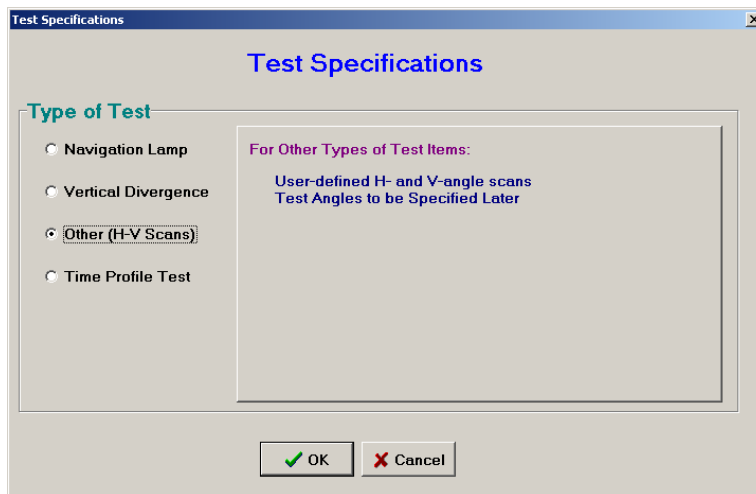 Test Specifications
Test Specifications
Type of Test
Navigation Lamp
Vertical Divergence
Other (H-V Scans)
Time Profile Test
For Other Types of Test Items:
User-defined H- and V-angle scans
Test Angles to be Specified Later
OK
Cancel